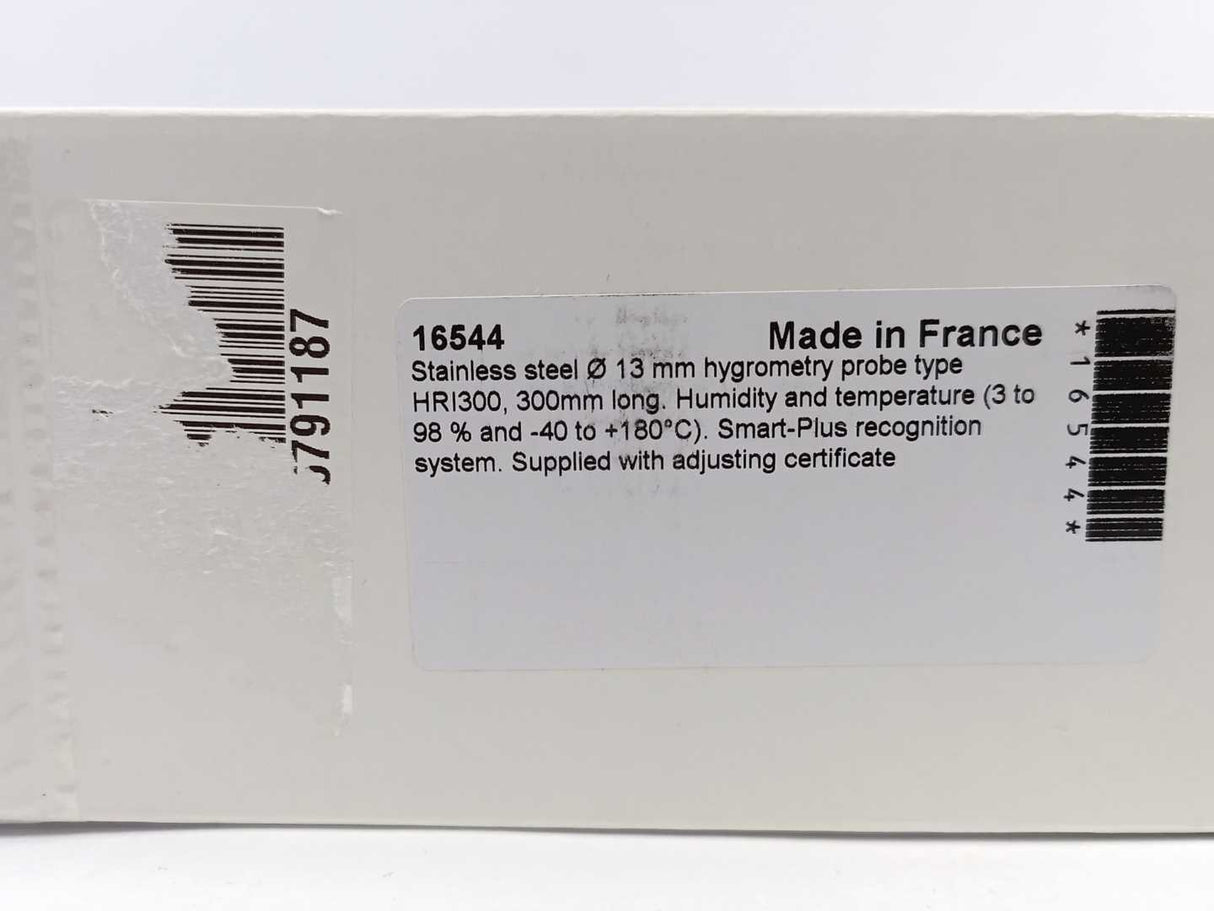 791187
16544 Made in France
Stainless steel Ø 13 mm hygrometry probe type
HRI300, 300mm long. Humidity and temperature (3 to
98 % and -40 to +180°C). Smart-Plus recognition
system. Supplied with adjusting certificate
*16544*